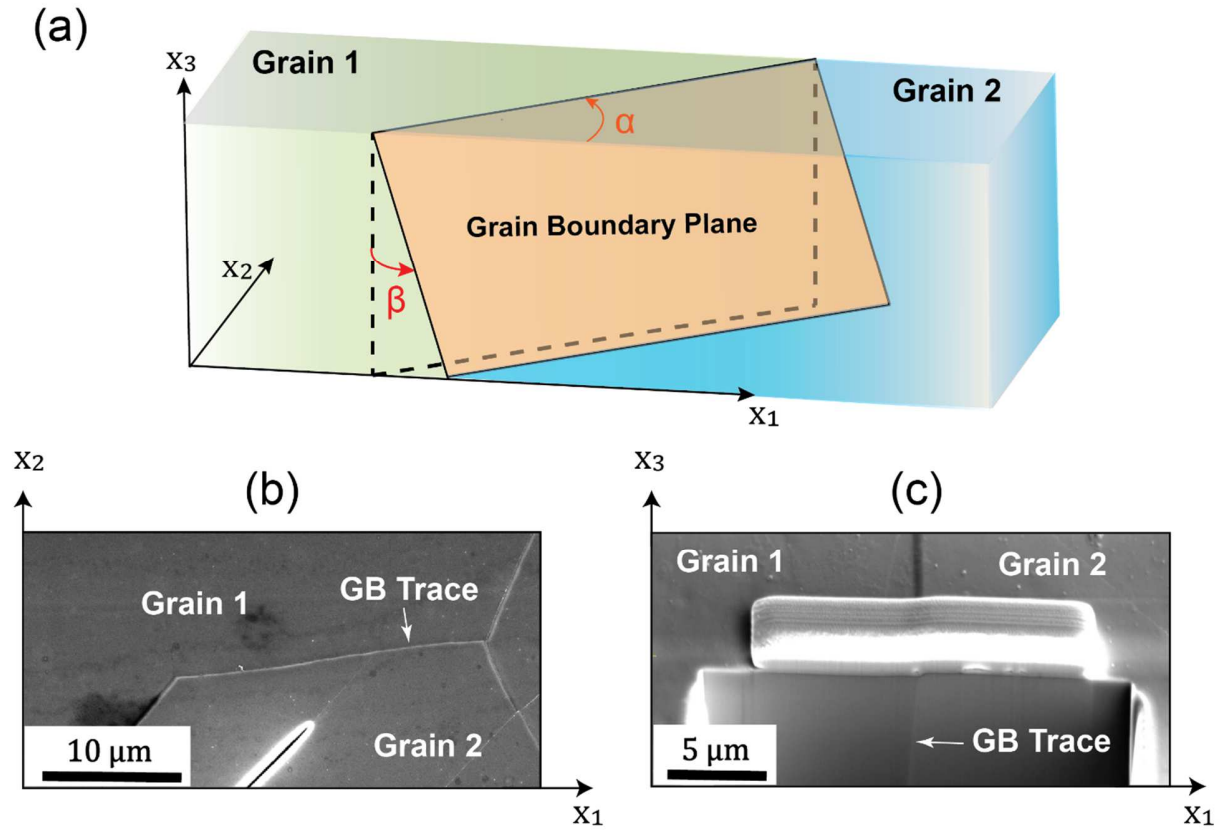 (a)
x₃
Grain 1
Grain 2
α
Grain Boundary Plane
x₂
β
x₁
x₂
(b)
Grain 1
GB Trace
10 μm
Grain 2
x₁
x₃
(c)
Grain 1
Grain 2
5 μm
GB Trace
x₁